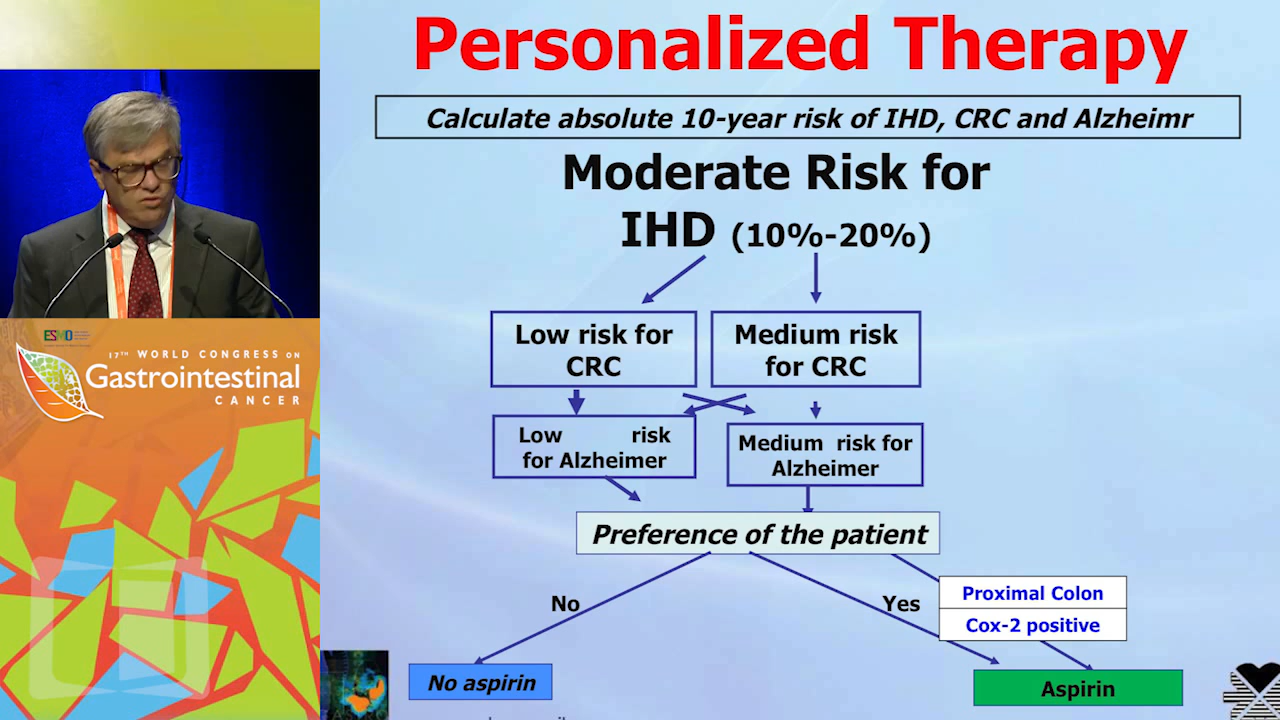 Personalized Therapy
Calculate absolute 10-year risk of IHD, CRC and Alzheimr
Moderate Risk for
IHD (10%-20%)
Low risk for
CRC
Medium risk
for CRC
Low risk
for Alzheimer
Medium risk for
Alzheimer
Preference of the patient
No
Yes
Proximal Colon
Cox-2 positive
No aspirin
Aspirin
ESMO
17TH WORLD CONGRESS ON
Gastrointestinal
CANCER